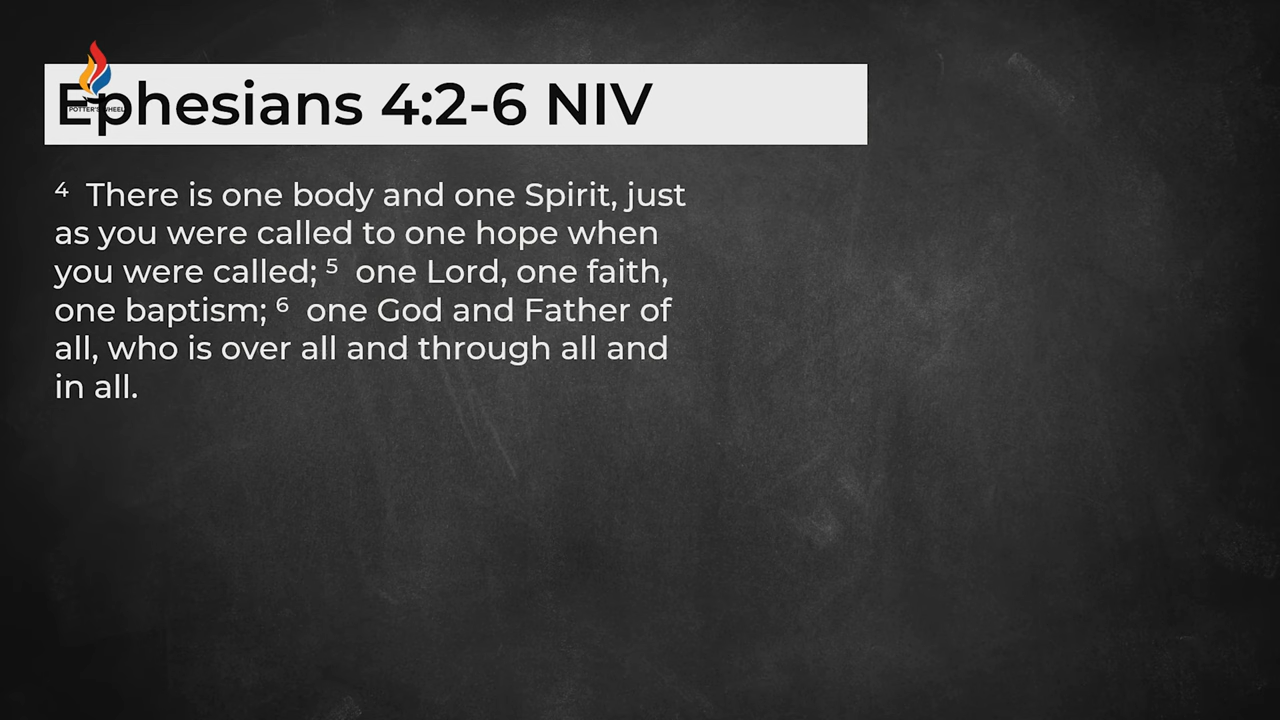 Ephesians 4:2-6 NIV
POTTER'S WHEEL
4 There is one body and one Spirit, just
as you were called to one hope when
you were called; 5 one Lord, one faith,
one baptism; 6 one God and Father of
all, who is over all and through all and
in all.